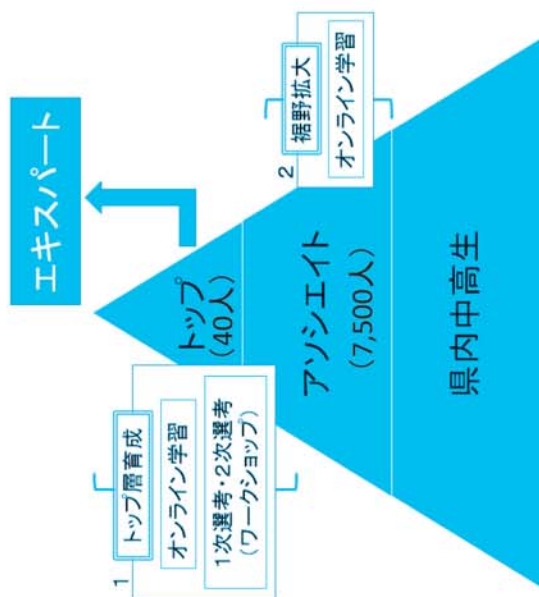 エキスパート
1
トップ層育成
オンライン学習
1次選考・2次選考
(ワークショップ)
トップ
(40人)
2
裾野拡大
オンライン学習
アソシエイト
(7,500人)
県内中高生